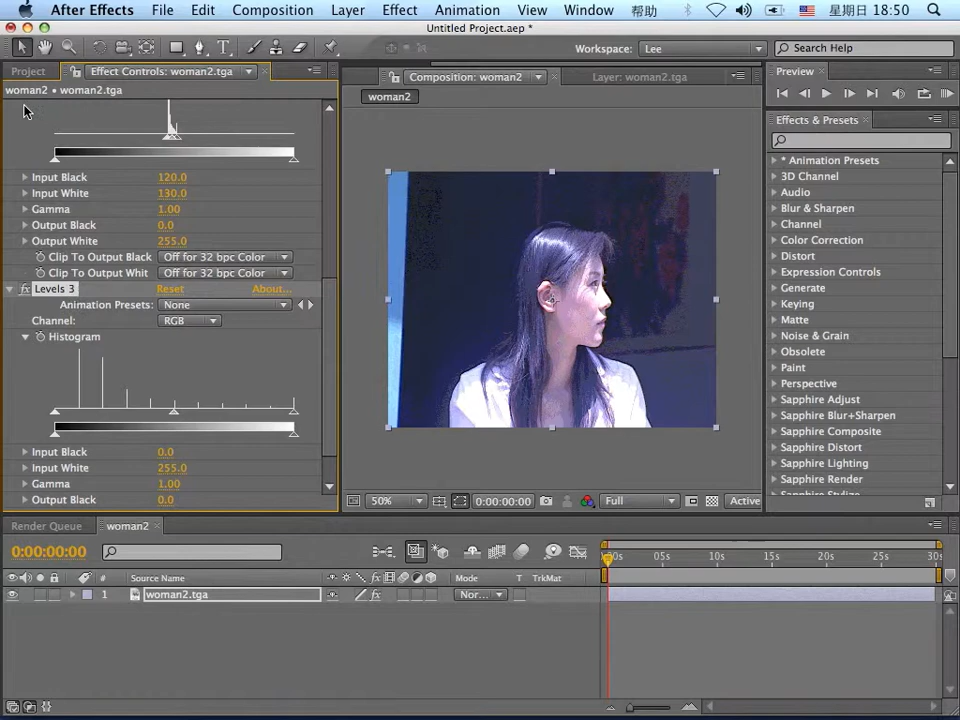 After Effects File Edit Composition Layer Effect Animation View Window 帮助 星期日 18:50
Untitled Project.aep *
Workspace: Lee Search Help
Project Effect Controls: woman2.tga Composition: woman2 Layer: woman2.tga Preview
woman2 • woman2.tga
woman2
Effects & Presets
Input Black 120.0
Input White 130.0
Gamma 1.00
Output Black 0.0
Output White 255.0
Clip To Output Black Off for 32 bpc Color
Clip To Output Whit Off for 32 bpc Color
fx Levels 3 Reset About...
Animation Presets: None
Channel: RGB
Histogram
Input Black 0.0
Input White 255.0
Gamma 1.00
Output Black 0.0
50% 0:00:00:00 Full Active
* Animation Presets
3D Channel
Audio
Blur & Sharpen
Channel
Color Correction
Distort
Expression Controls
Generate
Keying
Matte
Noise & Grain
Obsolete
Paint
Perspective
Sapphire Adjust
Sapphire Blur+Sharpen
Sapphire Composite
Sapphire Distort
Sapphire Lighting
Sapphire Render
Sapphire Stylize
Render Queue woman2
0:00:00:00
05s 10s 15s 20s 25s 30s
# Source Name fx Mode T TrkMat
1 woman2.tga fx Nor...